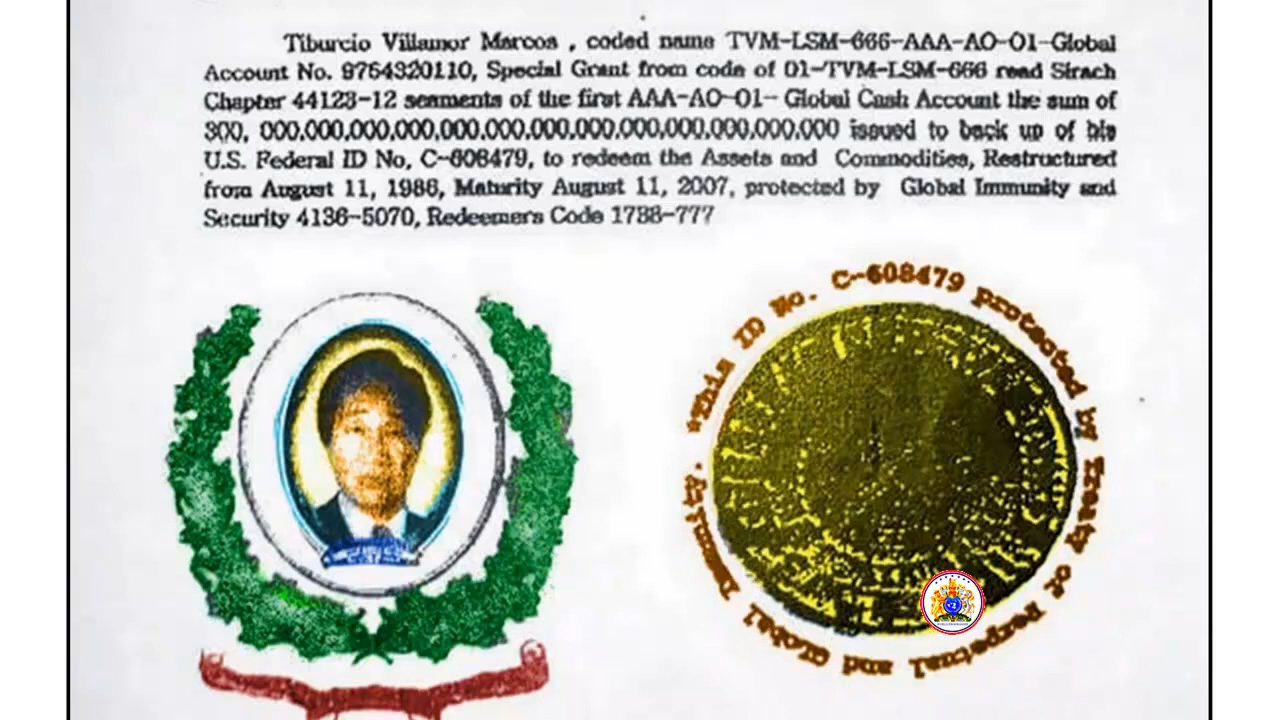 Tiburcio Villamor Marcos , coded name TVM-LSM-666-AAA-AO-O1-Global
Account No. 9754320110, Special Grant from code of 01-TVM-LSM-666 read Sirach
Chapter 44123-12 seaments of the first AAA-AO-O1- Global Cash Account the sum of
300, 000,000,000,000,000.000.000.000.000,000.000.000.000 issued to back up of his
U.S. Federal ID No, C-608479, to redeem the Assets and Commodities, Restructured
from August 11, 1986, Maturity August 11, 2007, protected by Global Immunity and
Security 4136-5070, Redeemers Code 1788-777
"This ID No. C-608479 protected by Treaty of Perpetual and Global Immunity.